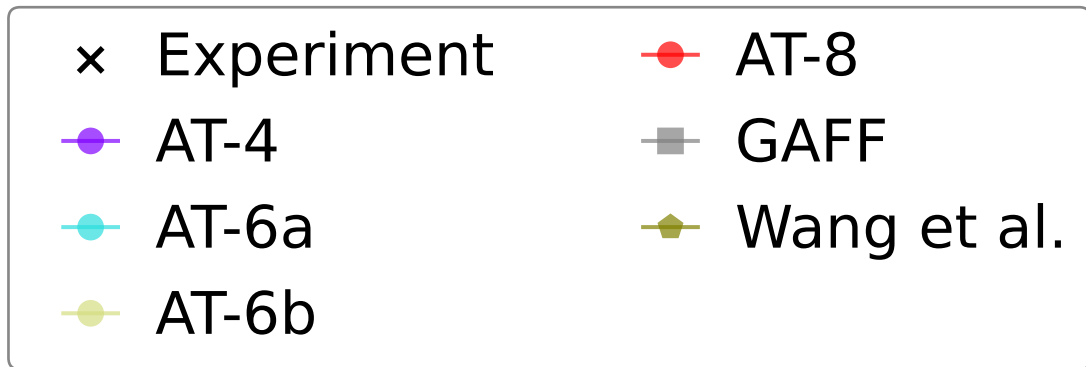 Experiment
AT-4
AT-6a
AT-6b
AT-8
GAFF
Wang et al.